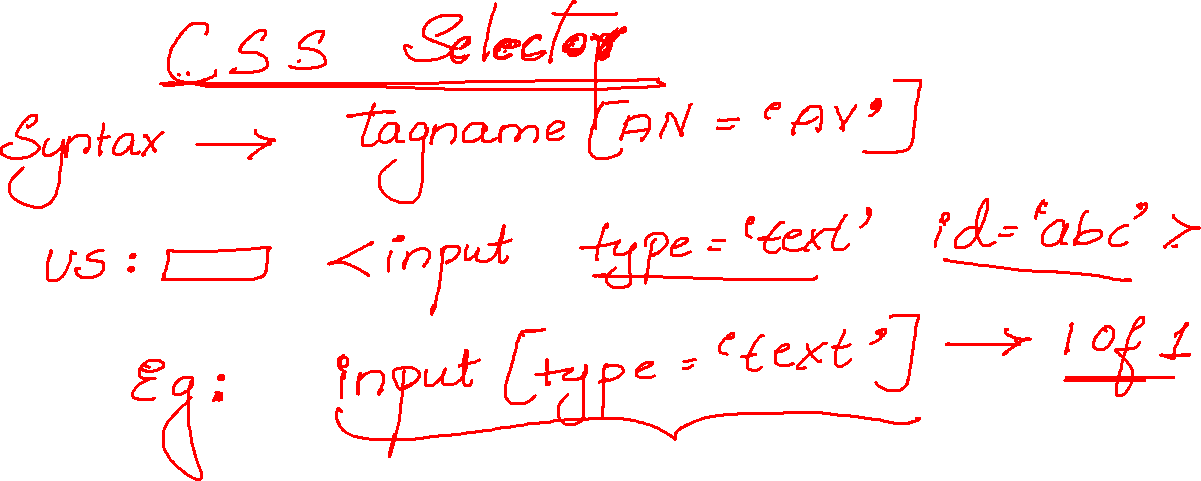 CSS Selector
Syntax → tagname [AN = 'AV']
US: <input type='text' id='abc'>
Eg: input [type = 'text'] → 1 of 1